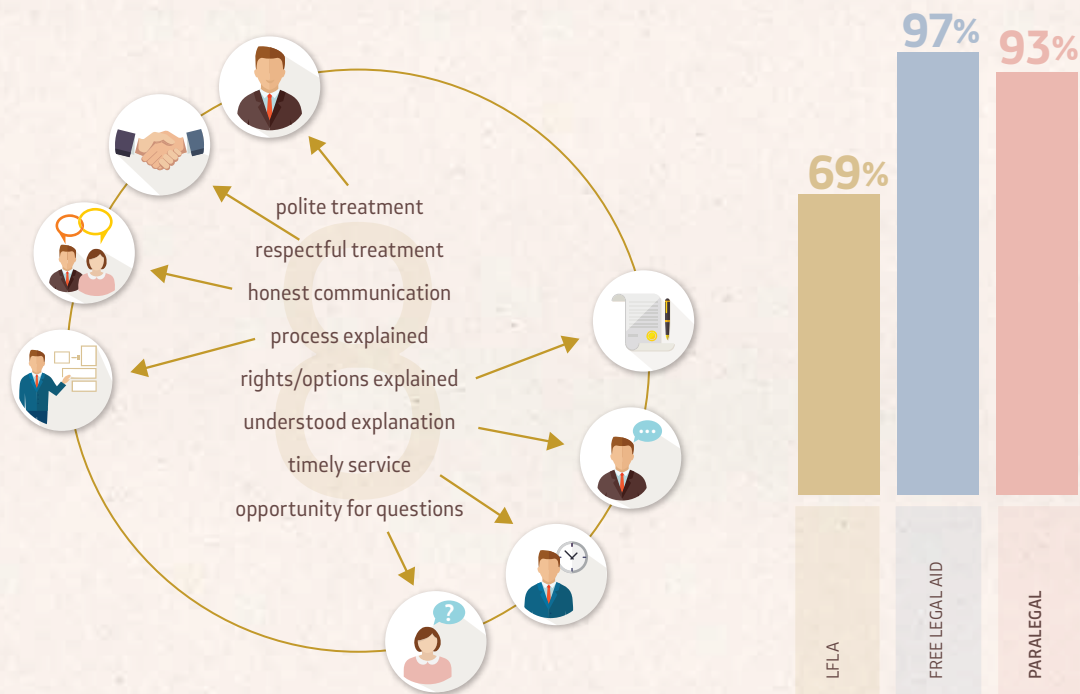 97%
93%
69%
8
polite treatment
respectful treatment
honest communication
process explained
rights/options explained
understood explanation
timely service
opportunity for questions
?
LFLA
FREE LEGAL AID
PARALEGAL